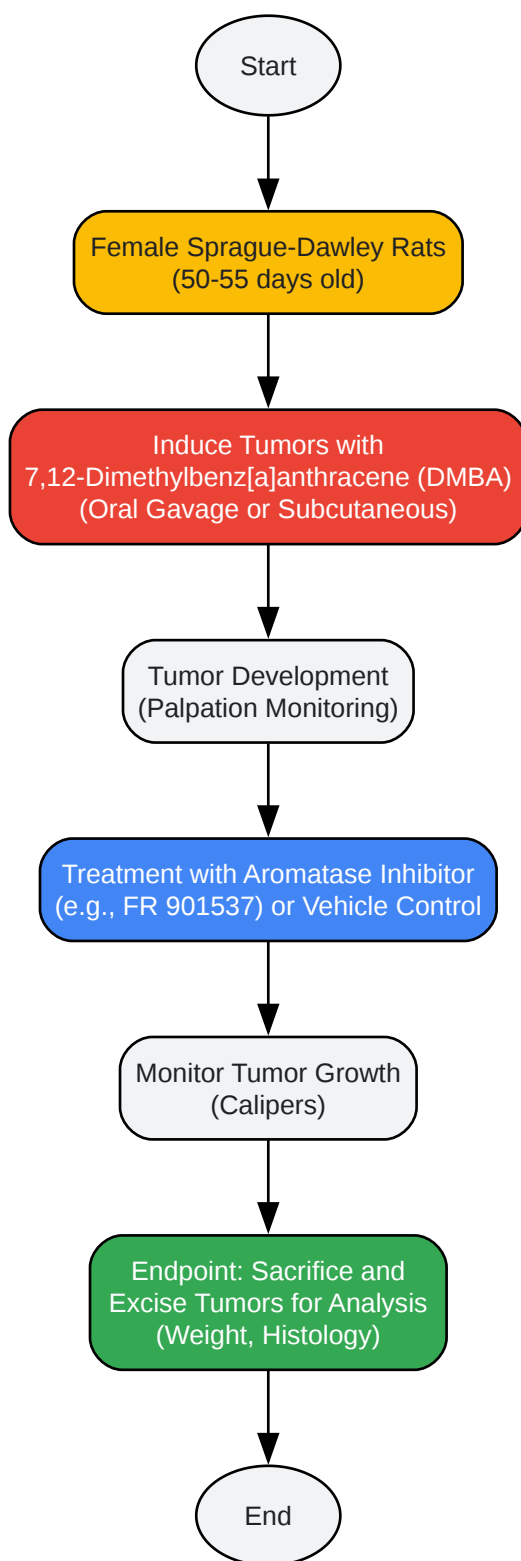 Start
Female Sprague-Dawley Rats
(50-55 days old)
Induce Tumors with
7,12-Dimethylbenz[a]anthracene (DMBA)
(Oral Gavage or Subcutaneous)
Tumor Development
(Palpation Monitoring)
Treatment with Aromatase Inhibitor
(e.g., FR 901537) or Vehicle Control
Monitor Tumor Growth
(Calipers)
Endpoint: Sacrifice and
Excise Tumors for Analysis
(Weight, Histology)
End